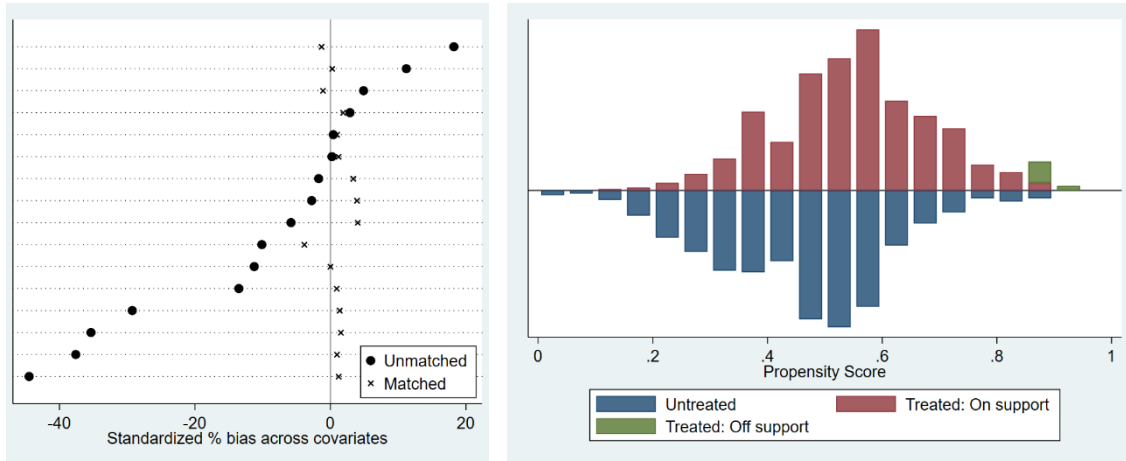 Unmatched
Matched
-40 -20 0 20
Standardized % bias across covariates
0 .2 .4 .6 .8 1
Propensity Score
Untreated Treated: On support
Treated: Off support